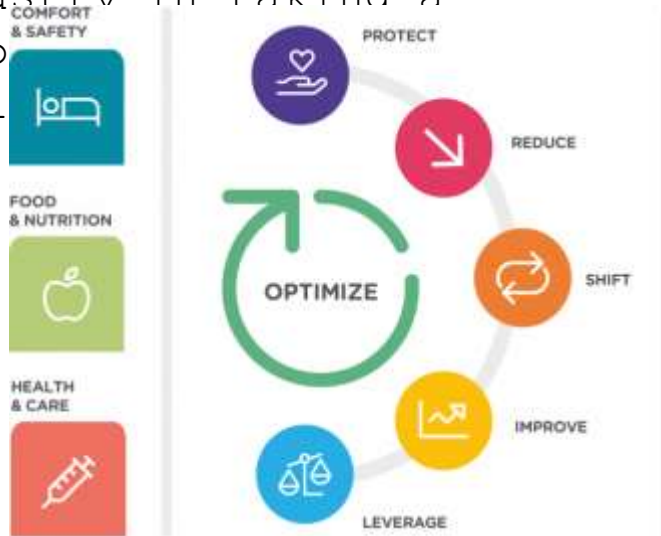 COMFORT
& SAFETY
FOOD
& NUTRITION
HEALTH
& CARE
PROTECT
REDUCE
SHIFT
IMPROVE
LEVERAGE
OPTIMIZE